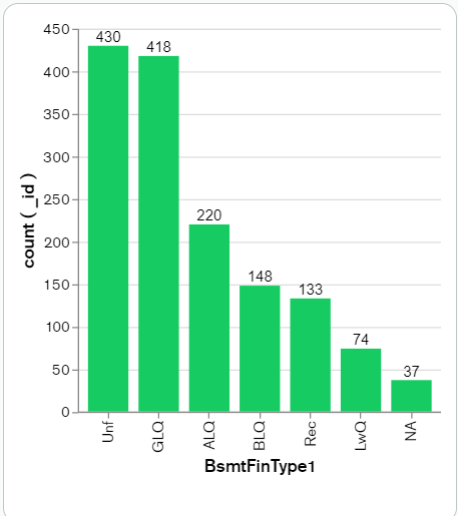 450
430
418
400
350
300
250
220
200
150
148
133
100
74
50
37
0
count ( _id )
Unf
GLQ
ALQ
BLQ
Rec
LwQ
NA
BsmtFinType1